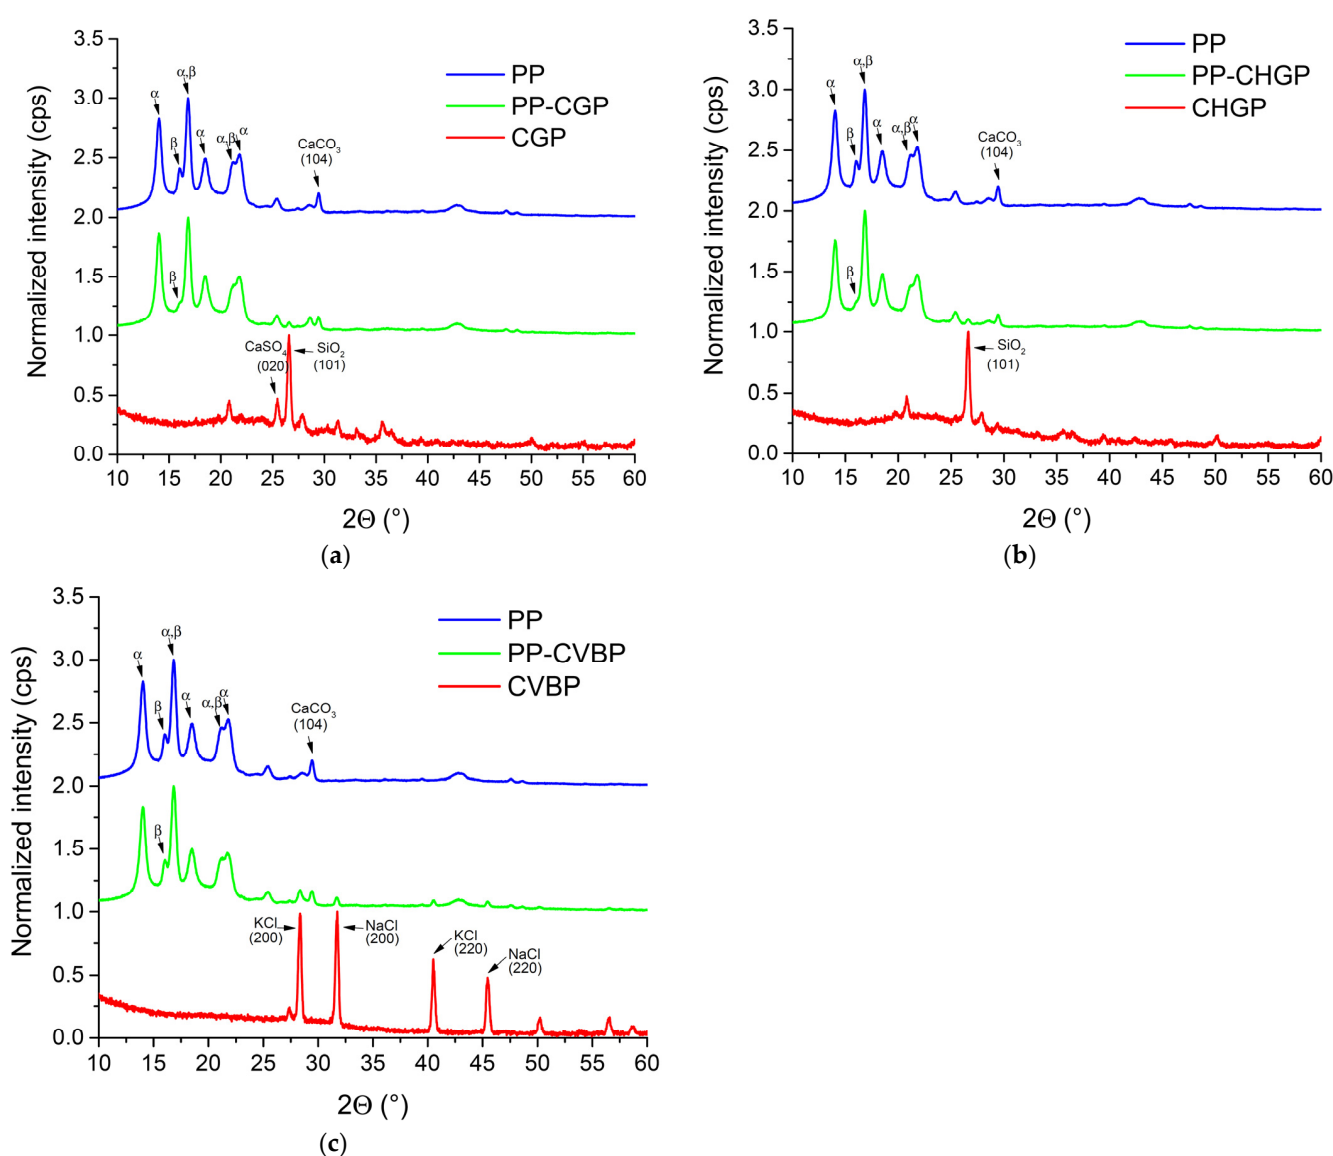 3.5
3.0
2.5
2.0
1.5
1.0
0.5
0.0
Normalized intensity (cps)
10 15 20 25 30 35 40 45 50 55 60
2Θ (°)
PP
PP-CGP
CGP
α
β
α,β
α
α,β
α
CaCO3
(104)
β
CaSO4
(020)
SiO2
(101)
(a)
3.5
3.0
2.5
2.0
1.5
1.0
0.5
0.0
Normalized intensity (cps)
10 15 20 25 30 35 40 45 50 55 60
2Θ (°)
PP
PP-CHGP
CHGP
α
β
α,β
α
α,β
α
CaCO3
(104)
β
SiO2
(101)
(b)
3.5
3.0
2.5
2.0
1.5
1.0
0.5
0.0
Normalized intensity (cps)
10 15 20 25 30 35 40 45 50 55 60
2Θ (°)
PP
PP-CVBP
CVBP
α
β
α,β
α
α,β
α
CaCO3
(104)
β
KCl
(200)
NaCl
(200)
KCl
(220)
NaCl
(220)
(c)